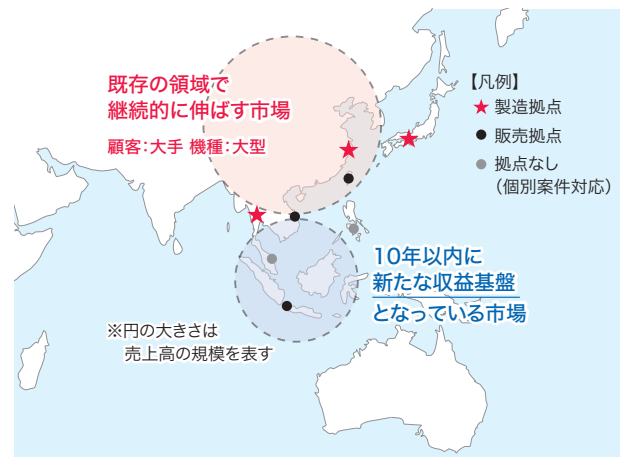 既存の領域で
継続的に伸ばす市場
顧客：大手 機種：大型
【凡例】
製造拠点
販売拠点
拠点なし
（個別案件対応）
10年以内に
新たな収益基盤
となっている市場
※円の大きさは
売上高の規模を表す